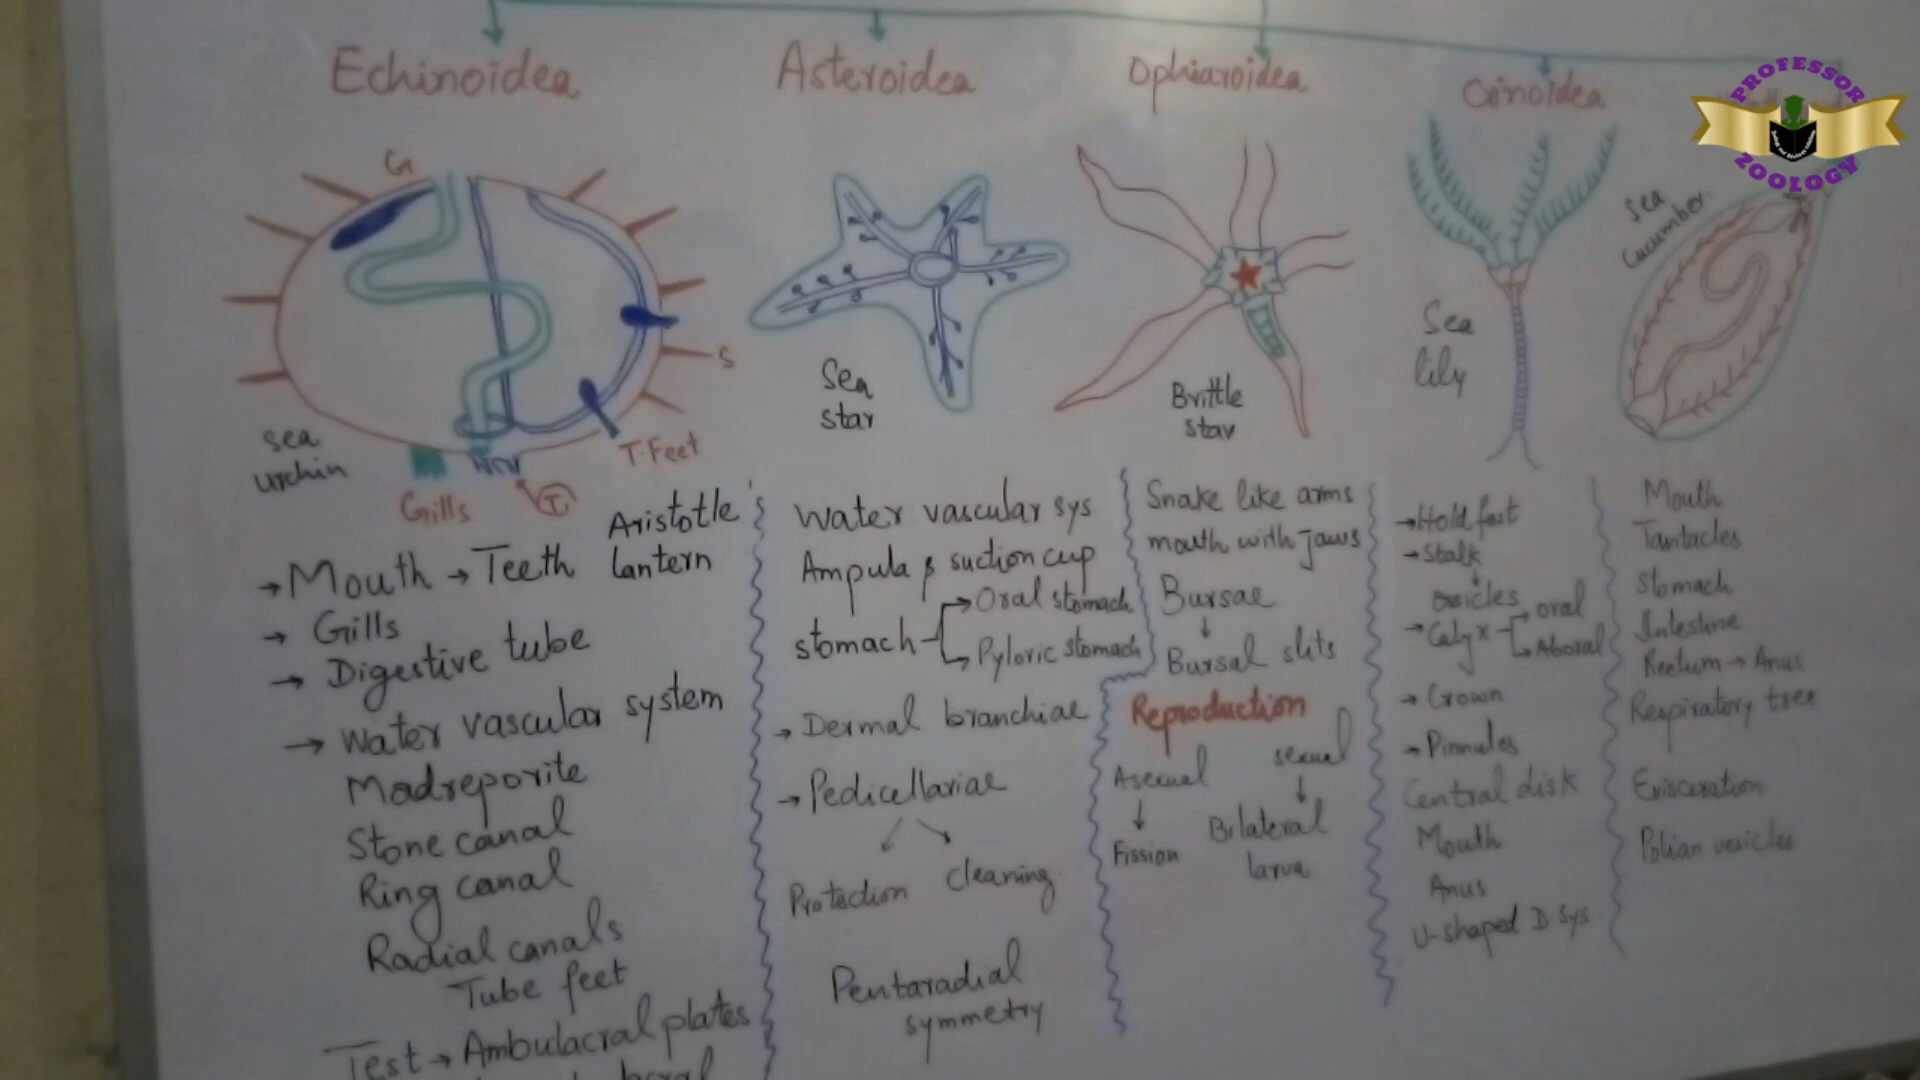 Echinoidea
Asteroidea
Ophiaroidea
Crinoidea
PROFESSOR
ZOOLOGY
G
S
T.Feet
sea
urchin
Gills
I
Sea
star
Brittle
star
Sea
lily
Sea
Cucumber
→ Mouth → Teeth Aristotle
lantern
→ Gills
→ Digestive tube
→ Water vascular system
Madreporite
Stone canal
Ring canal
Radial canals
Tube feet
Test → Ambulacral plates
Water vascular sys
Ampula & suction cup
stomach → Oral stomach
→ Pyloric stomach
→ Dermal branchiae
→ Pedicellariae
Protection cleaning
Pentaradial
symmetry
Snake like arms
mouth with jaws
Bursae
↓
Bursal slits
Reproduction
Asexual sexual
↓ ↓
Fission Bilateral
larva
→ Hold fast
→ Stalk
↓
ossicles
→ Calyx → oral
→ Aboral
→ Crown
→ Pinnules
Central disk
Mouth
Anus
U-shaped D sys
Mouth
Tantacles
Stomach
Intestine
Rectum → Anus
Respiratory tree
Evisceration
Polian vesicles